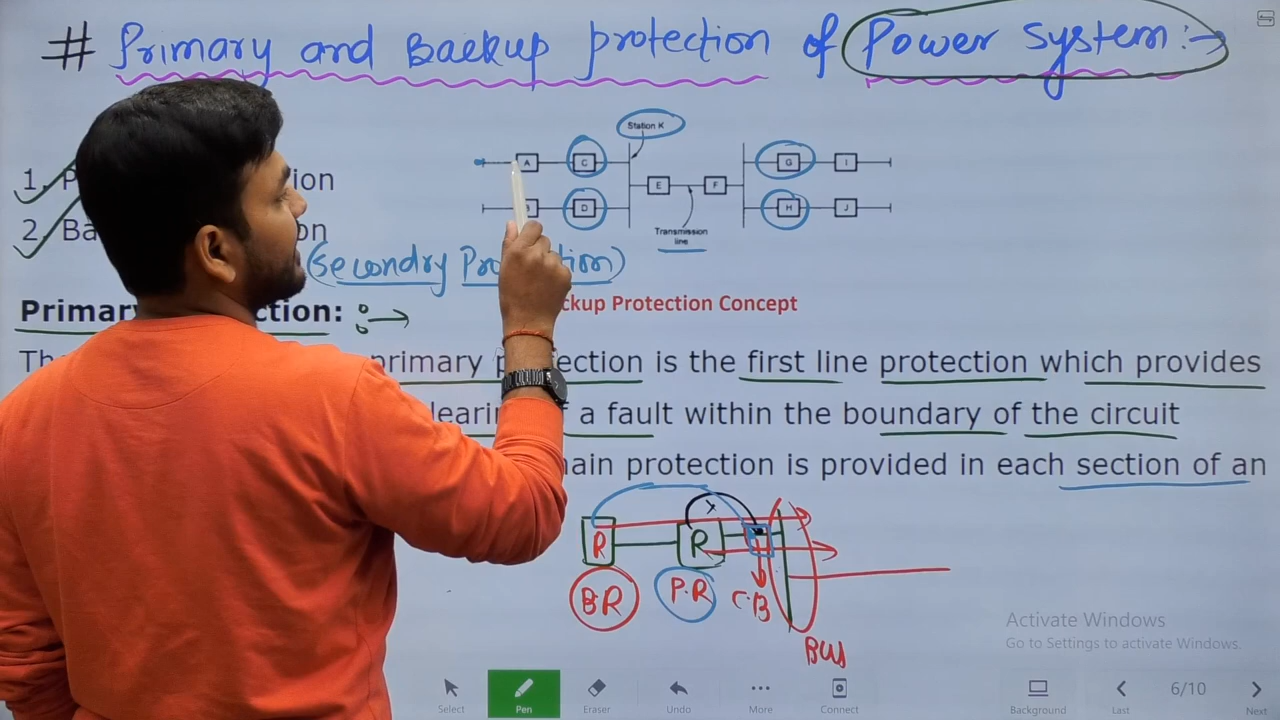 # Primary and Backup protection of Power System:→
Station K
A C G I
E F
D H J
Transmission
line
1. P ion
2. Ba on
(Secondry Pro ion)
ckup Protection Concept
Primar ction: :→
Th primary p ection is the first line protection which provides
learin f a fault within the boundary of the circuit
ain protection is provided in each section of an
R R
B·R P.R C.B
BUS
Activate Windows
Go to Settings to activate Windows.
Select Pen Eraser Undo More Connect Background Last 6/10 Next